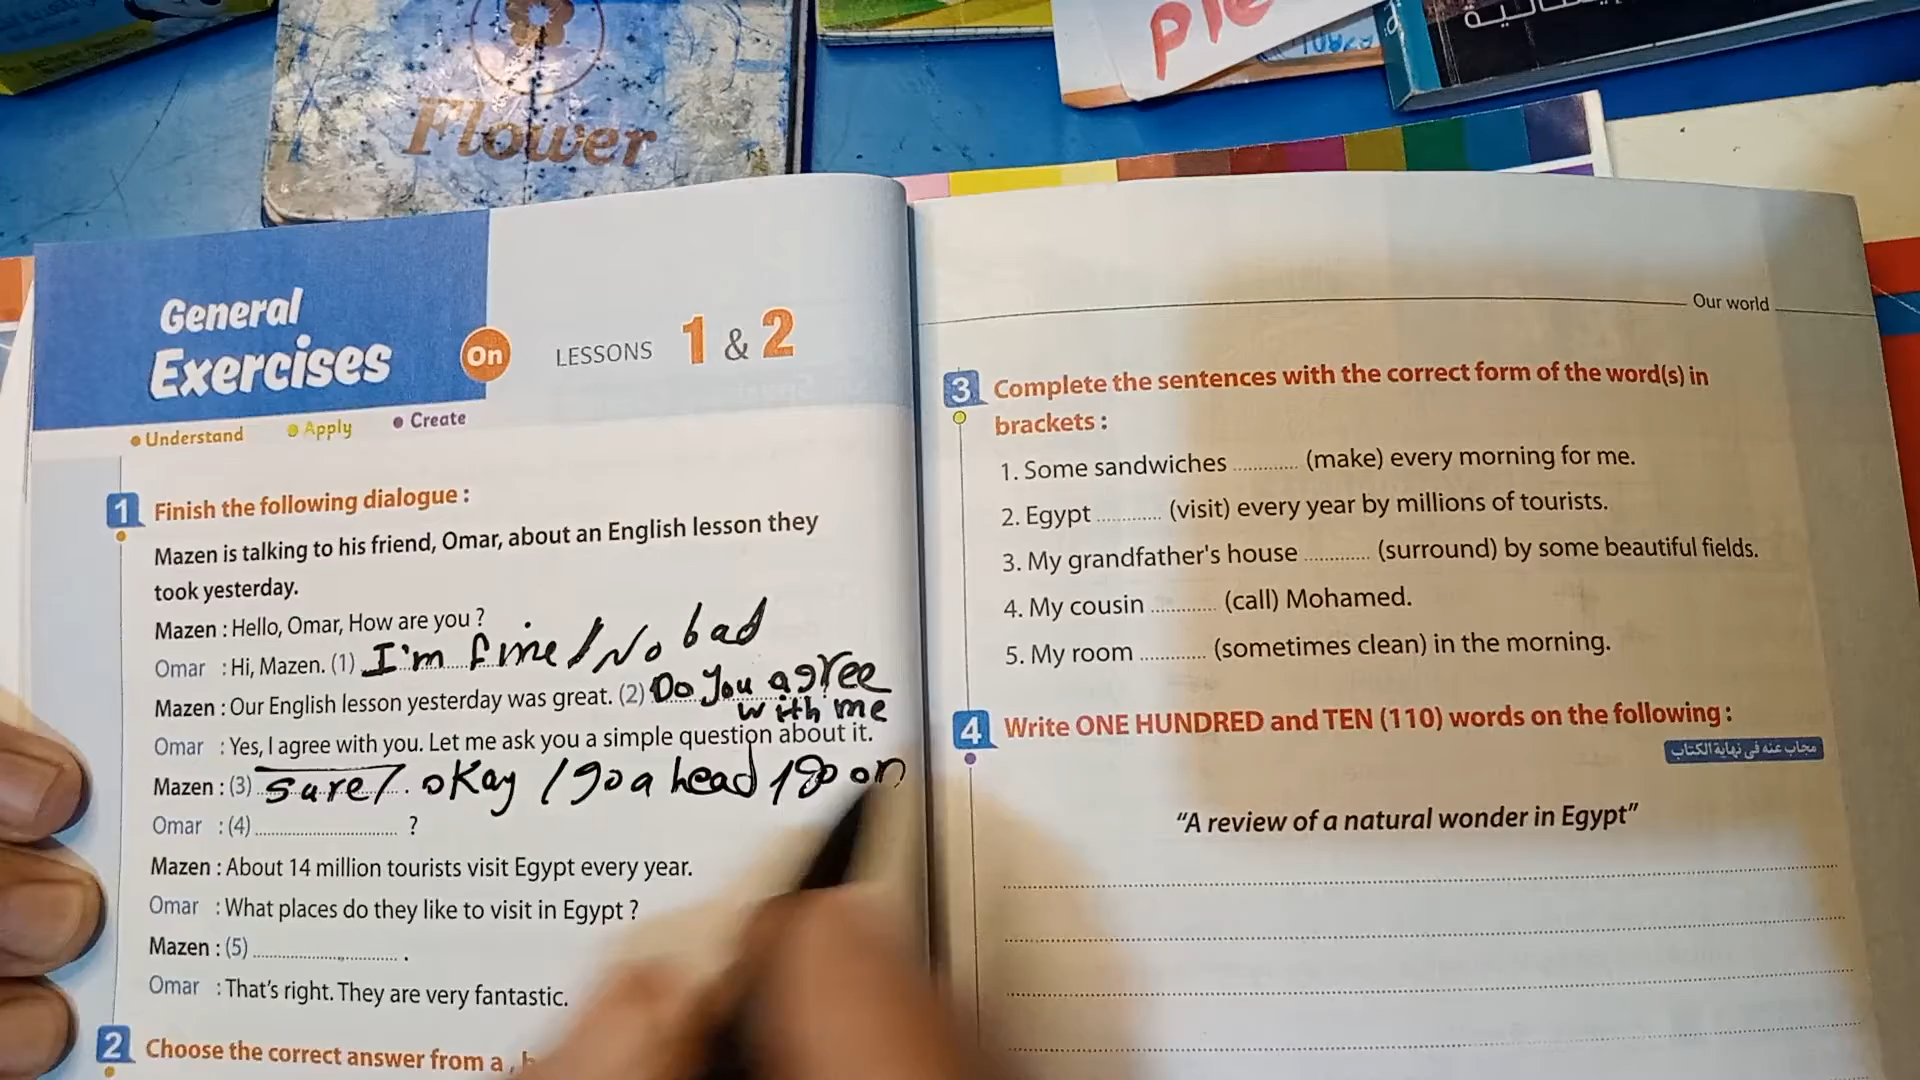 Flower
Ple
General
Exercises
On
LESSONS 1 & 2
Understand
Apply
Create
1 Finish the following dialogue :
Mazen is talking to his friend, Omar, about an English lesson they
took yesterday.
Mazen : Hello, Omar, How are you ?
Omar : Hi, Mazen. (1) I'm fine / No bad
Mazen : Our English lesson yesterday was great. (2) Do you agree
with me
Omar : Yes, I agree with you. Let me ask you a simple question about it.
Mazen : (3) sure / . okay / go a head / go on
Omar : (4) .............................. ?
Mazen : About 14 million tourists visit Egypt every year.
Omar : What places do they like to visit in Egypt ?
Mazen : (5) .............................. .
Omar : That's right. They are very fantastic.
2 Choose the correct answer from a ,
Our world
3 Complete the sentences with the correct form of the word(s) in
brackets :
1. Some sandwiches ............. (make) every morning for me.
2. Egypt ............. (visit) every year by millions of tourists.
3. My grandfather's house ............. (surround) by some beautiful fields.
4. My cousin ............. (call) Mohamed.
5. My room ............. (sometimes clean) in the morning.
4 Write ONE HUNDRED and TEN (110) words on the following :
مجاب عنه فى نهاية الكتاب
“A review of a natural wonder in Egypt”